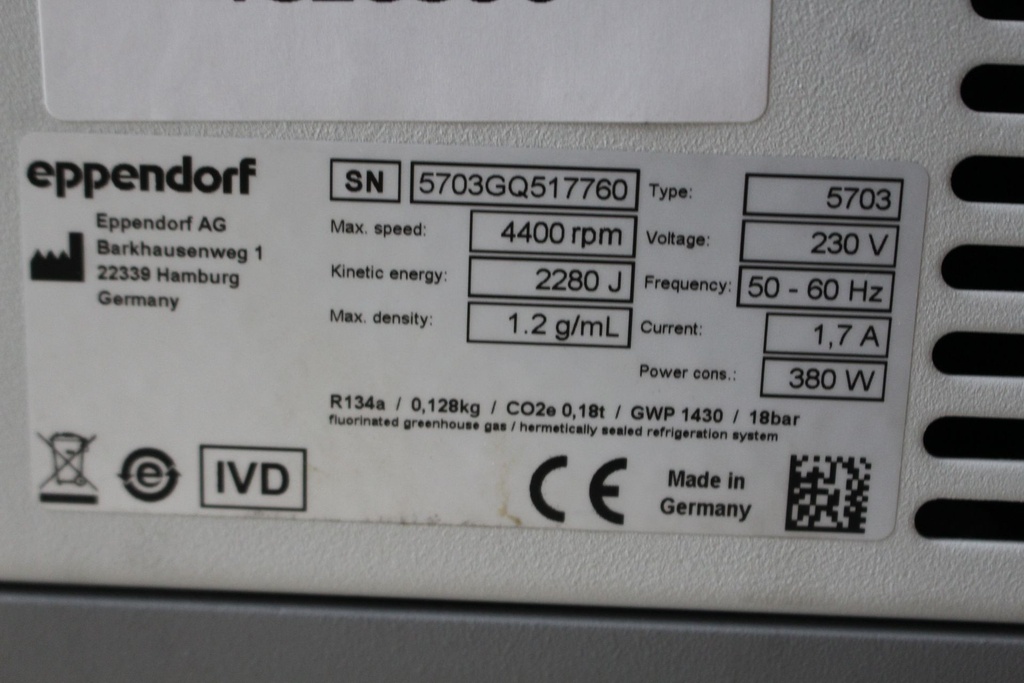 eppendorf
Eppendorf AG
Barkhausenweg 1
22339 Hamburg
Germany
SN 5703GQ517760
Max. speed: 4400 rpm
Kinetic energy: 2280 J
Max. density: 1.2 g/mL
Type: 5703
Voltage: 230 V
Frequency: 50 - 60 Hz
Current: 1,7 A
Power cons.: 380 W
R134a / 0,128kg / CO2e 0,18t / GWP 1430 / 18bar
fluorinated greenhouse gas / hermetically sealed refrigeration system
e
IVD
CE
Made in
Germany